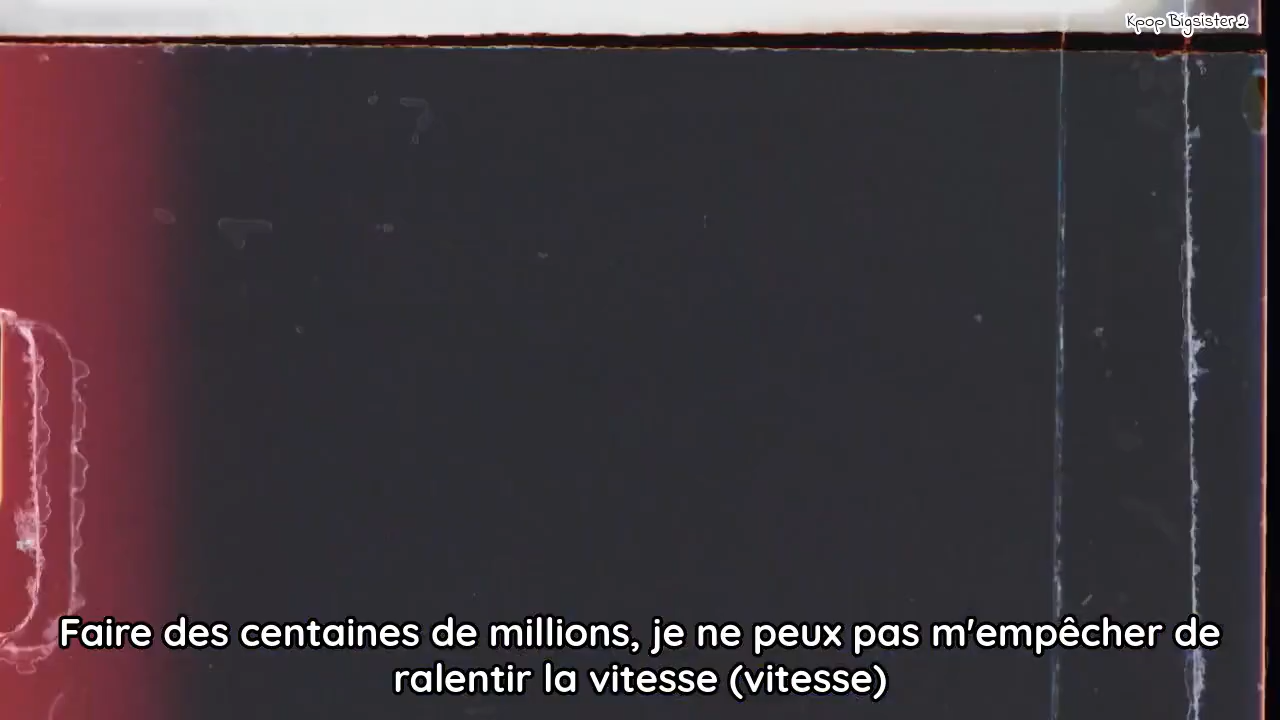 Kpop Bigsister 2
Faire des centaines de millions, je ne peux pas m'empêcher de
ralentir la vitesse (vitesse)